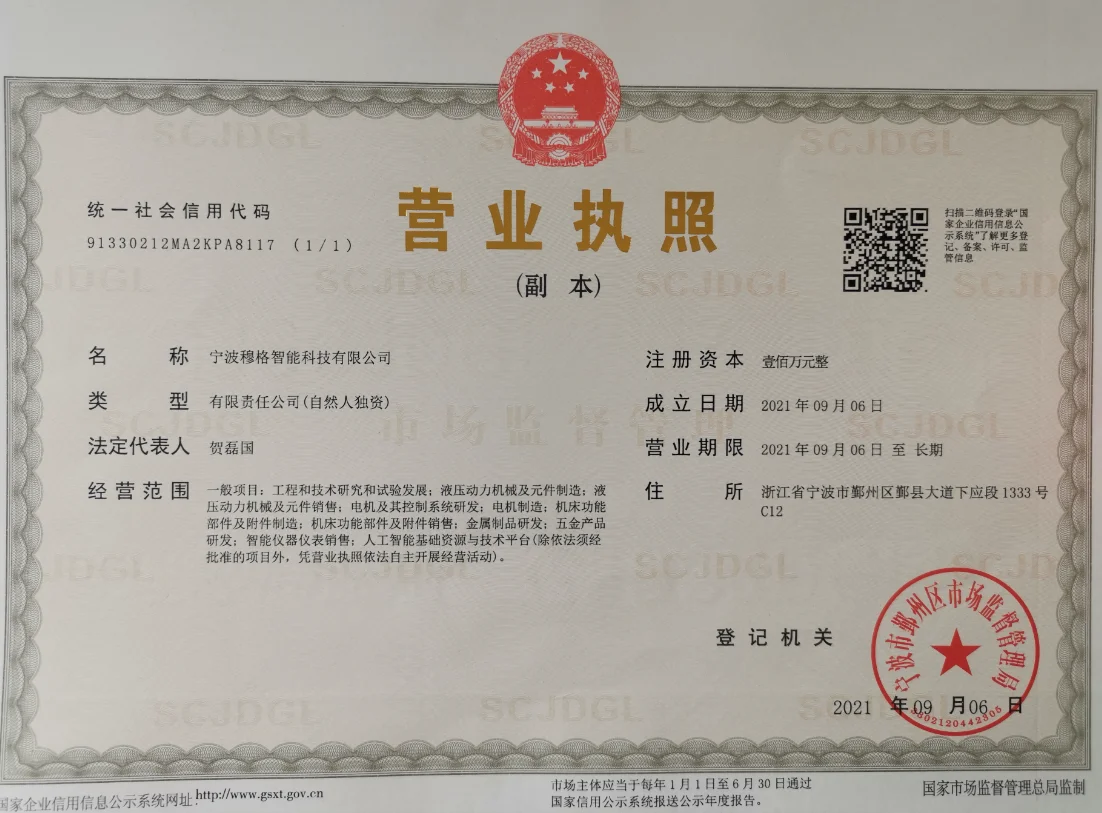 统一社会信用代码
91330212MA2KPA8117 (1/1)
营业执照
(副 本)
扫描二维码登录“国
家企业信用信息公
示系统”了解更多登
记、备案、许可、监
管信息
名 称 宁波穆格智能科技有限公司
类 型 有限责任公司(自然人独资)
法定代表人 贺磊国
经营范围 一般项目：工程和技术研究和试验发展；液压动力机械及元件制造；液
压动力机械及元件销售；电机及其控制系统研发；电机制造；机床功能
部件及附件制造；机床功能部件及附件销售；金属制品研发；五金产品
研发；智能仪器仪表销售；人工智能基础资源与技术平台(除依法须经
批准的项目外，凭营业执照依法自主开展经营活动)。
注册资本 壹佰万元整
成立日期 2021年09月06日
营业期限 2021年09月06日 至 长期
住 所 浙江省宁波市鄞州区鄞县大道下应段1333号
C12
登记机关
宁波市鄞州区市场监督管理局
2021 年09 月06 日
SCJDGL
市场监督管理
国家企业信用信息公示系统网址：http://www.gsxt.gov.cn
市场主体应当于每年1月1日至6月30日通过
国家信用公示系统报送公示年度报告。
国家市场监督管理总局监制